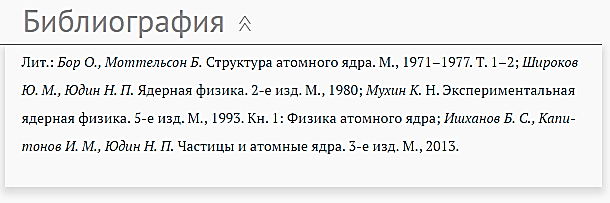 Библиография
Лит.: Бор О., Моттельсон Б. Структура атомного ядра. М., 1971–1977. Т. 1–2; Широков
Ю. М., Юдин Н. П. Ядерная физика. 2-е изд. М., 1980; Мухин К. Н. Экспериментальная
ядерная физика. 5-е изд. М., 1993. Кн. 1: Физика атомного ядра; Ишханов Б. С., Капи-
тонов И. М., Юдин Н. П. Частицы и атомные ядра. 3-е изд. М., 2013.